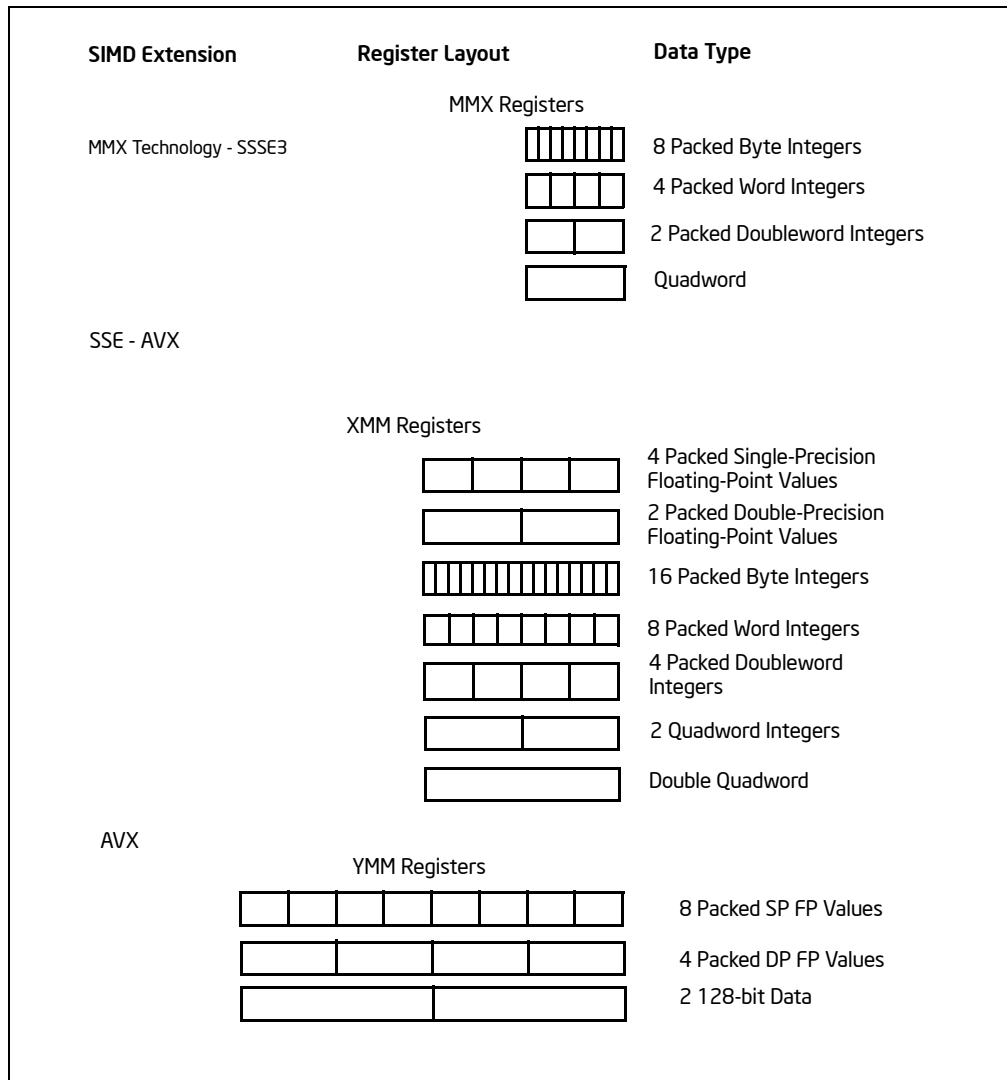 SIMD Extension Register Layout Data Type
MMX Registers
MMX Technology - SSSE3 8 Packed Byte Integers
4 Packed Word Integers
2 Packed Doubleword Integers
Quadword
SSE - AVX
XMM Registers
4 Packed Single-Precision
Floating-Point Values
2 Packed Double-Precision
Floating-Point Values
16 Packed Byte Integers
8 Packed Word Integers
4 Packed Doubleword
Integers
2 Quadword Integers
Double Quadword
AVX
YMM Registers
8 Packed SP FP Values
4 Packed DP FP Values
2 128-bit Data